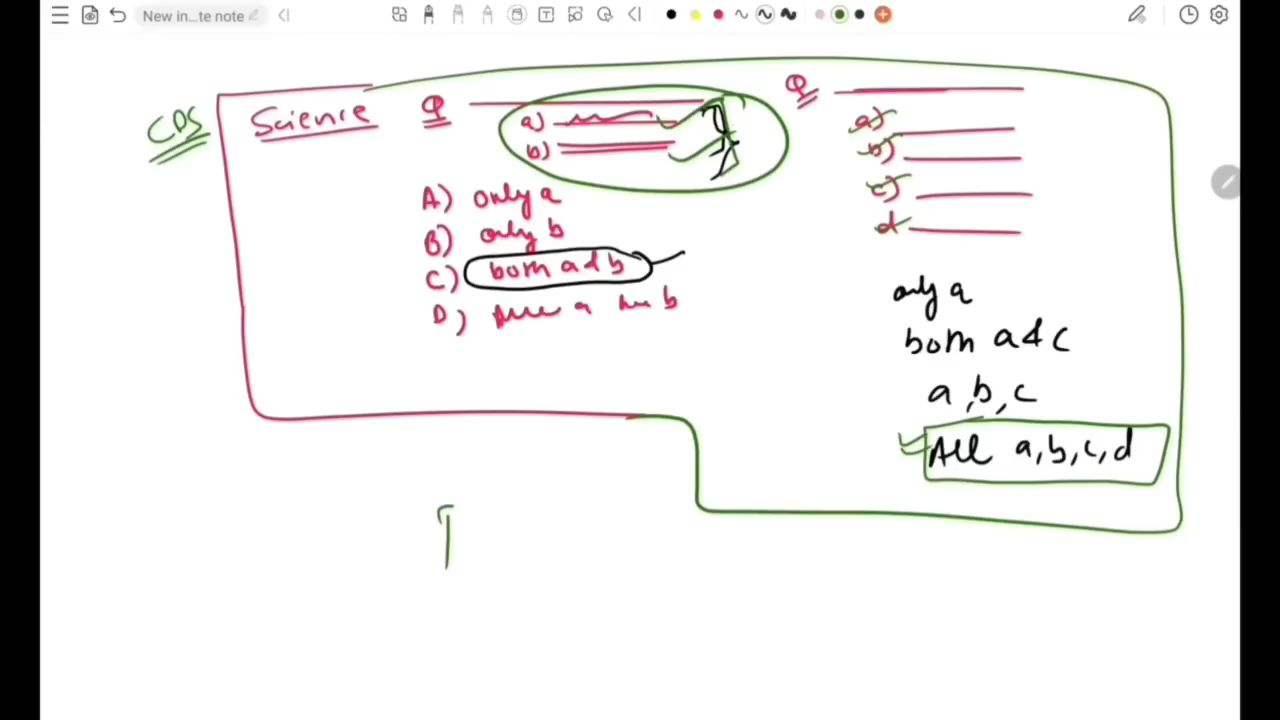 New in...te note
CDS
Science
Q
a)
b)
A) only a
B) only b
C) both a & b
D) a b
Q
a)
b)
c)
d
only a
both a & c
a, b, c
All a, b, c, d